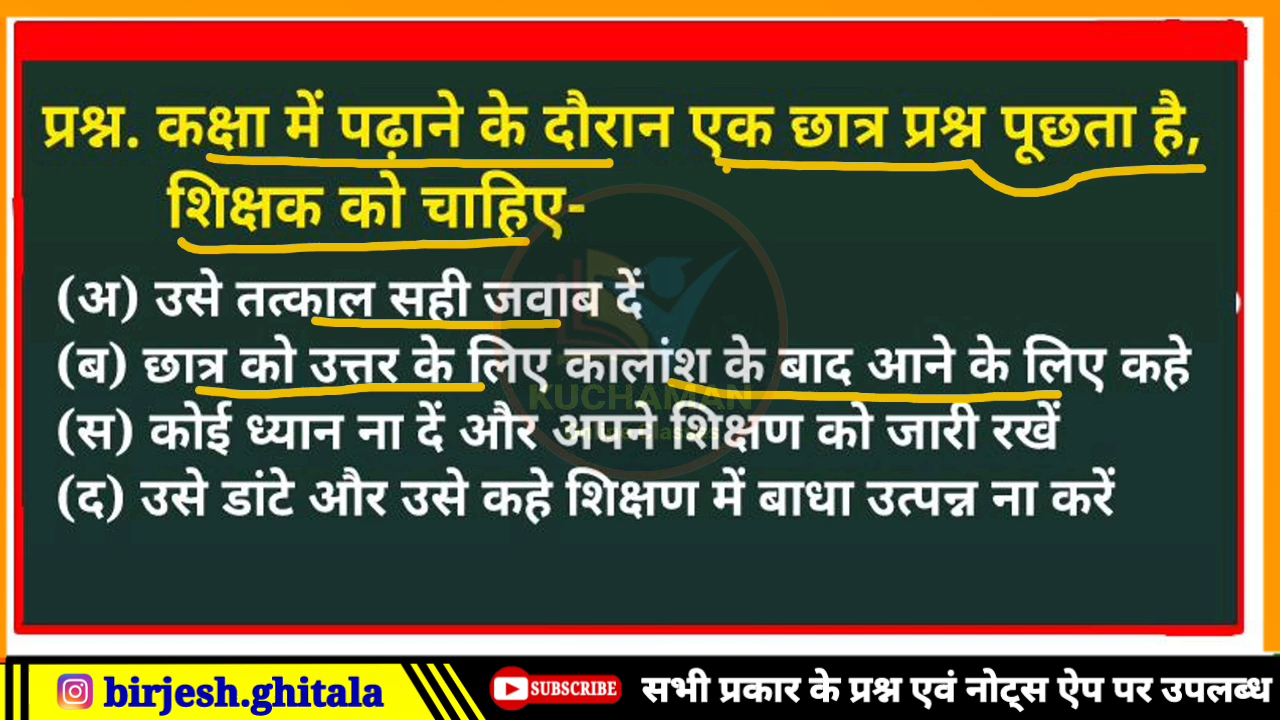 प्रश्न. कक्षा में पढ़ाने के दौरान एक छात्र प्रश्न पूछता है,
शिक्षक को चाहिए-
(अ) उसे तत्काल सही जवाब दें
(ब) छात्र को उत्तर के लिए कालांश के बाद आने के लिए कहे
KUCHAMAN
(स) कोई ध्यान ना दें और अपने शिक्षण को जारी रखें
(द) उसे डांटे और उसे कहे शिक्षण में बाधा उत्पन्न ना करें
birjesh.ghitala
SUBSCRIBE
सभी प्रकार के प्रश्न एवं नोट्स ऐप पर उपलब्ध